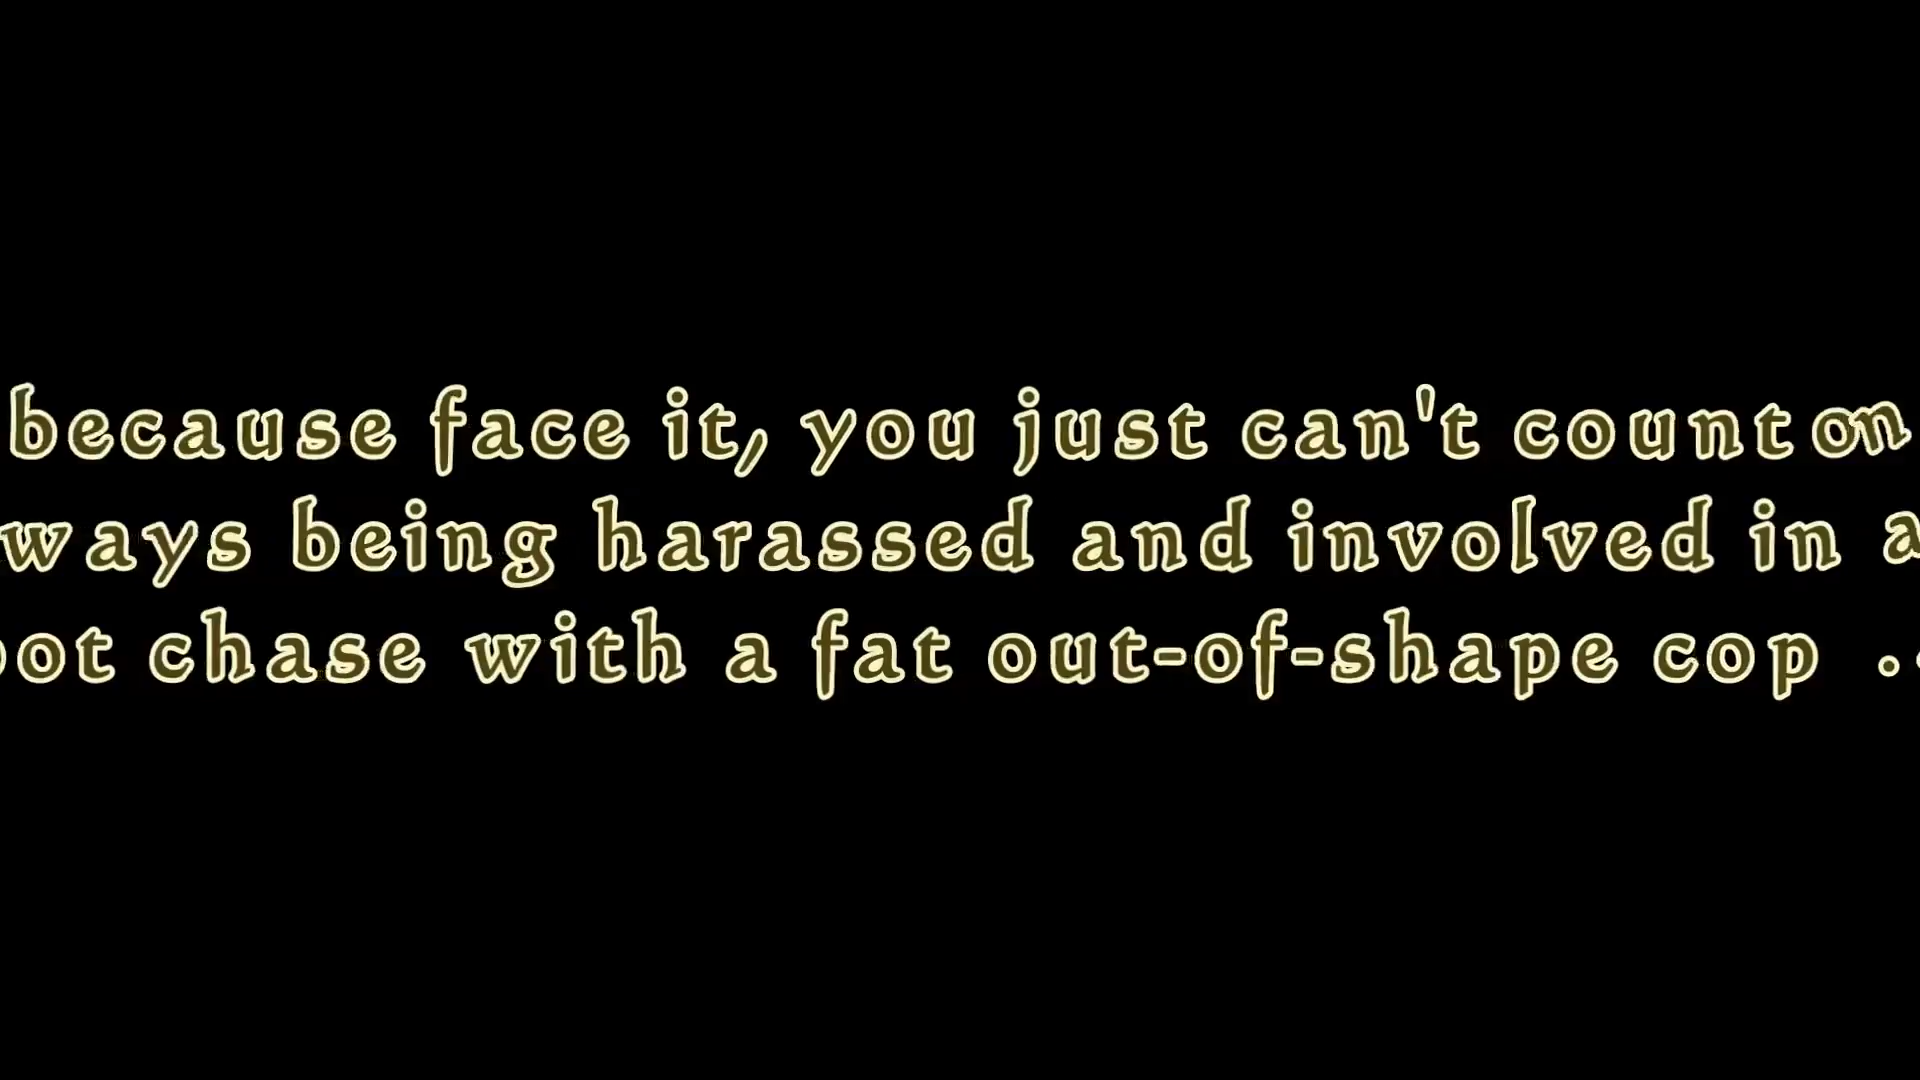 because face it, you just can't count on
ways being harassed and involved in a
oot chase with a fat out-of-shape cop ..